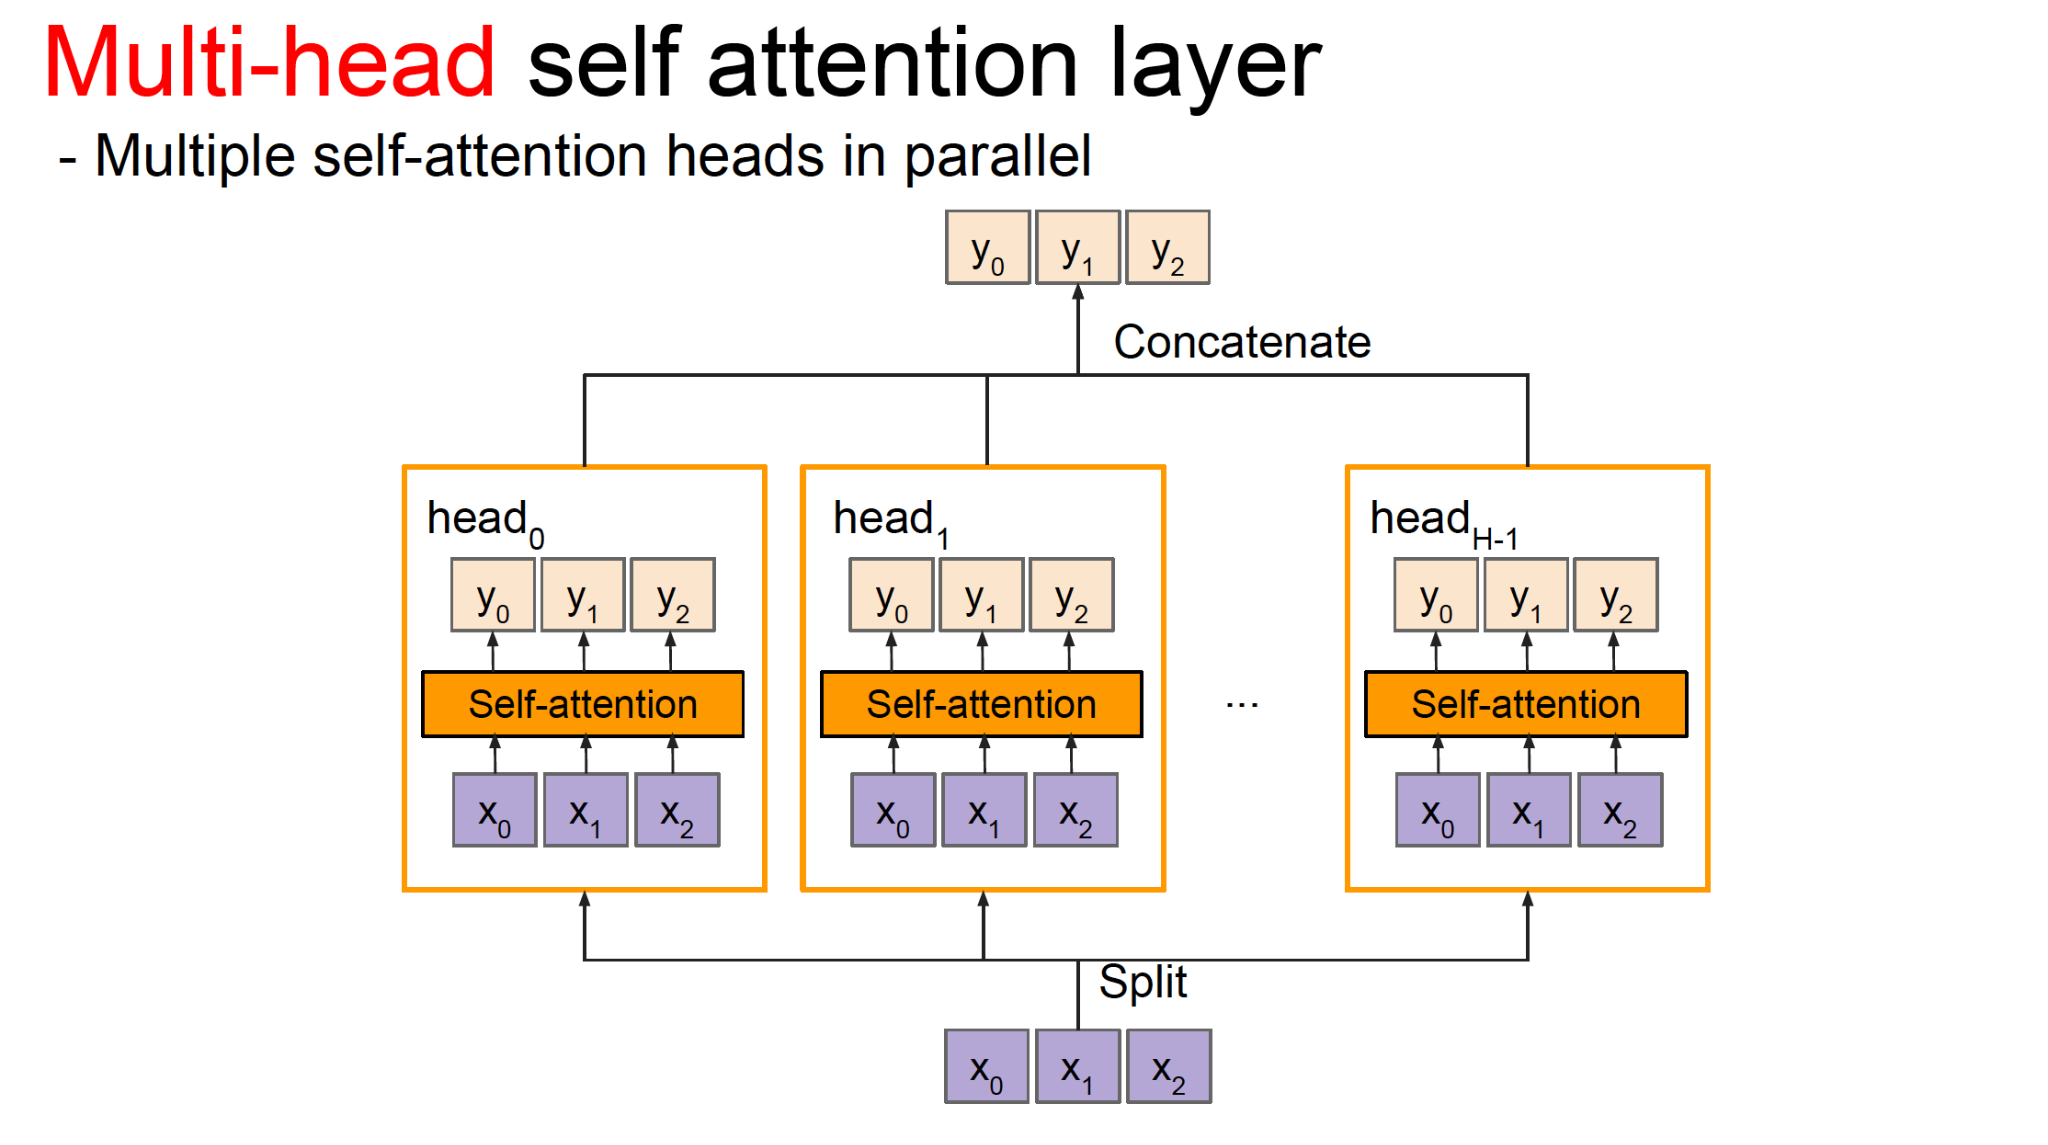 Multi-head self attention layer
- Multiple self-attention heads in parallel
y0 y1 y2
Concatenate
head0 head1 headH-1
y0 y1 y2 y0 y1 y2 y0 y1 y2
Self-attention Self-attention ... Self-attention
x0 x1 x2 x0 x1 x2 x0 x1 x2
Split
x0 x1 x2